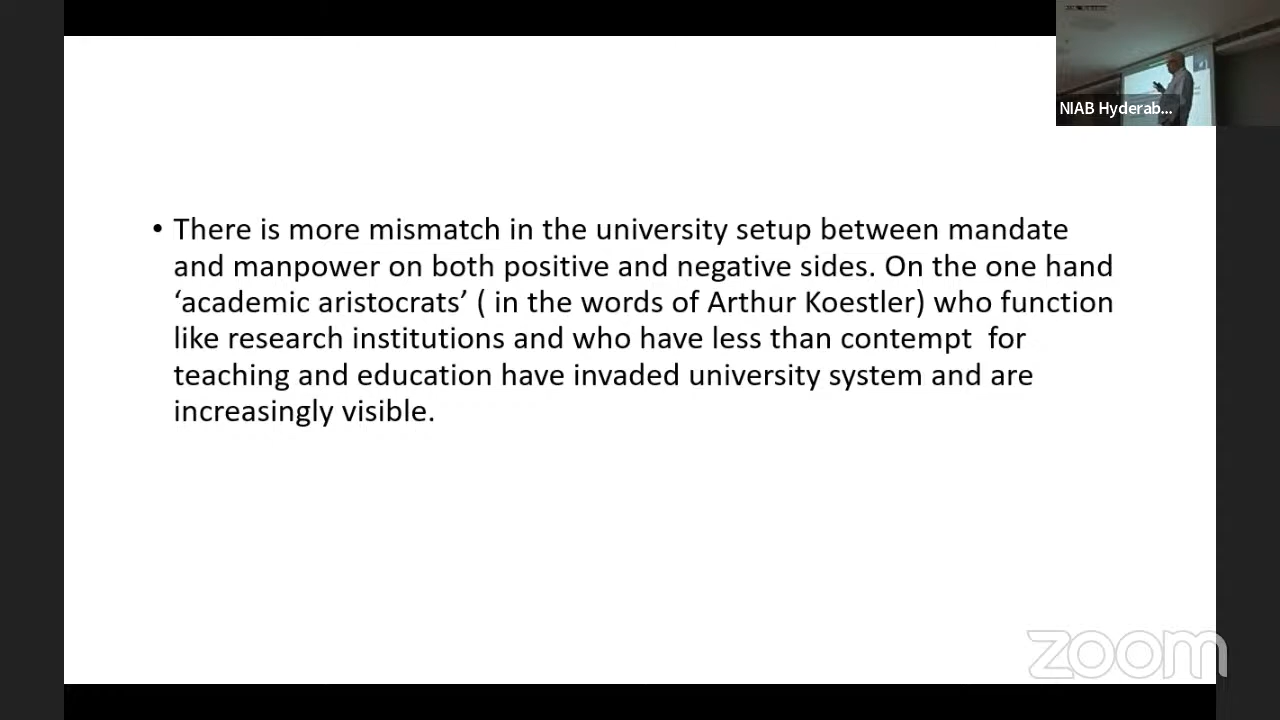 NIAB Hyderab...
• There is more mismatch in the university setup between mandate
and manpower on both positive and negative sides. On the one hand
‘academic aristocrats’ ( in the words of Arthur Koestler) who function
like research institutions and who have less than contempt  for
teaching and education have invaded university system and are
increasingly visible.
zoom